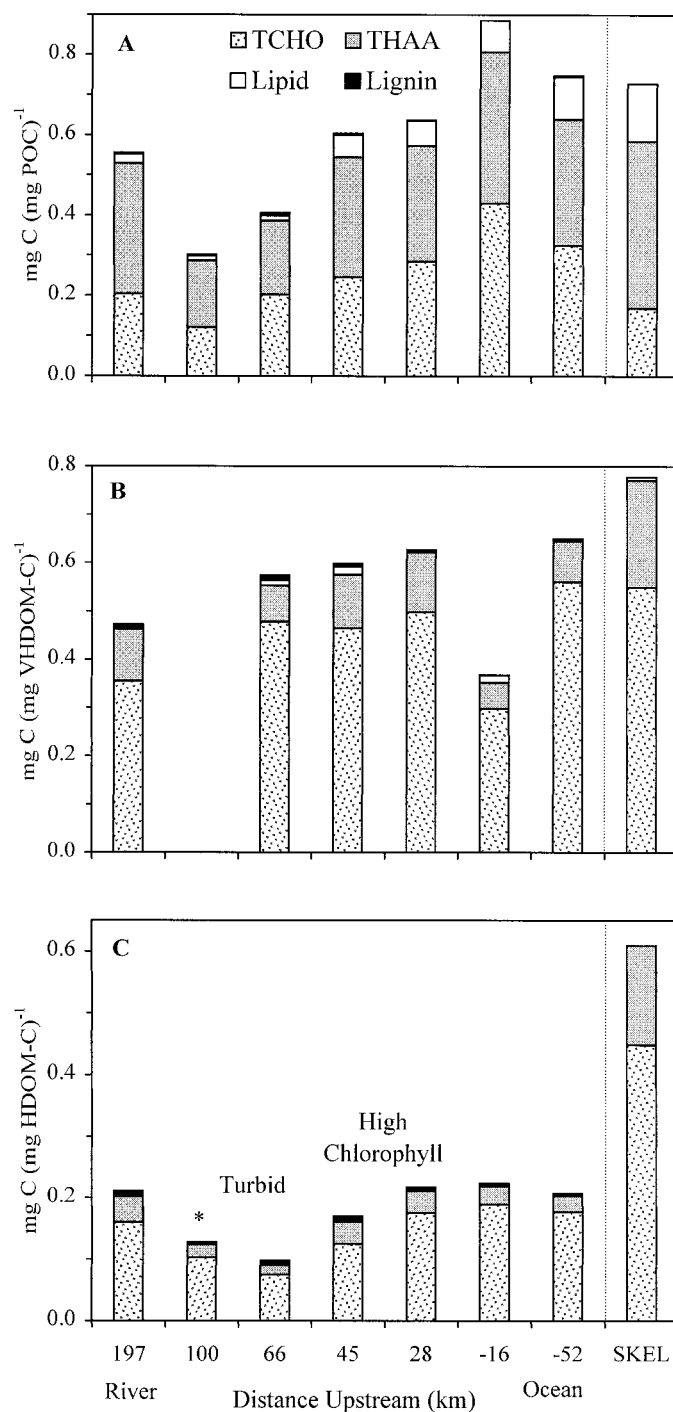 A
TCHO THAA
Lipid Lignin
0.8
0.6
0.4
0.2
0.0
mg C (mg POC)-1
B
0.8
0.6
0.4
0.2
0.0
mg C (mg VHDOM-C)-1
C
0.6
0.4
0.2
0.0
mg C (mg HDOM-C)-1
High
Chlorophyll
Turbid
*
197 100 66 45 28 -16 -52 SKEL
River Distance Upstream (km) Ocean